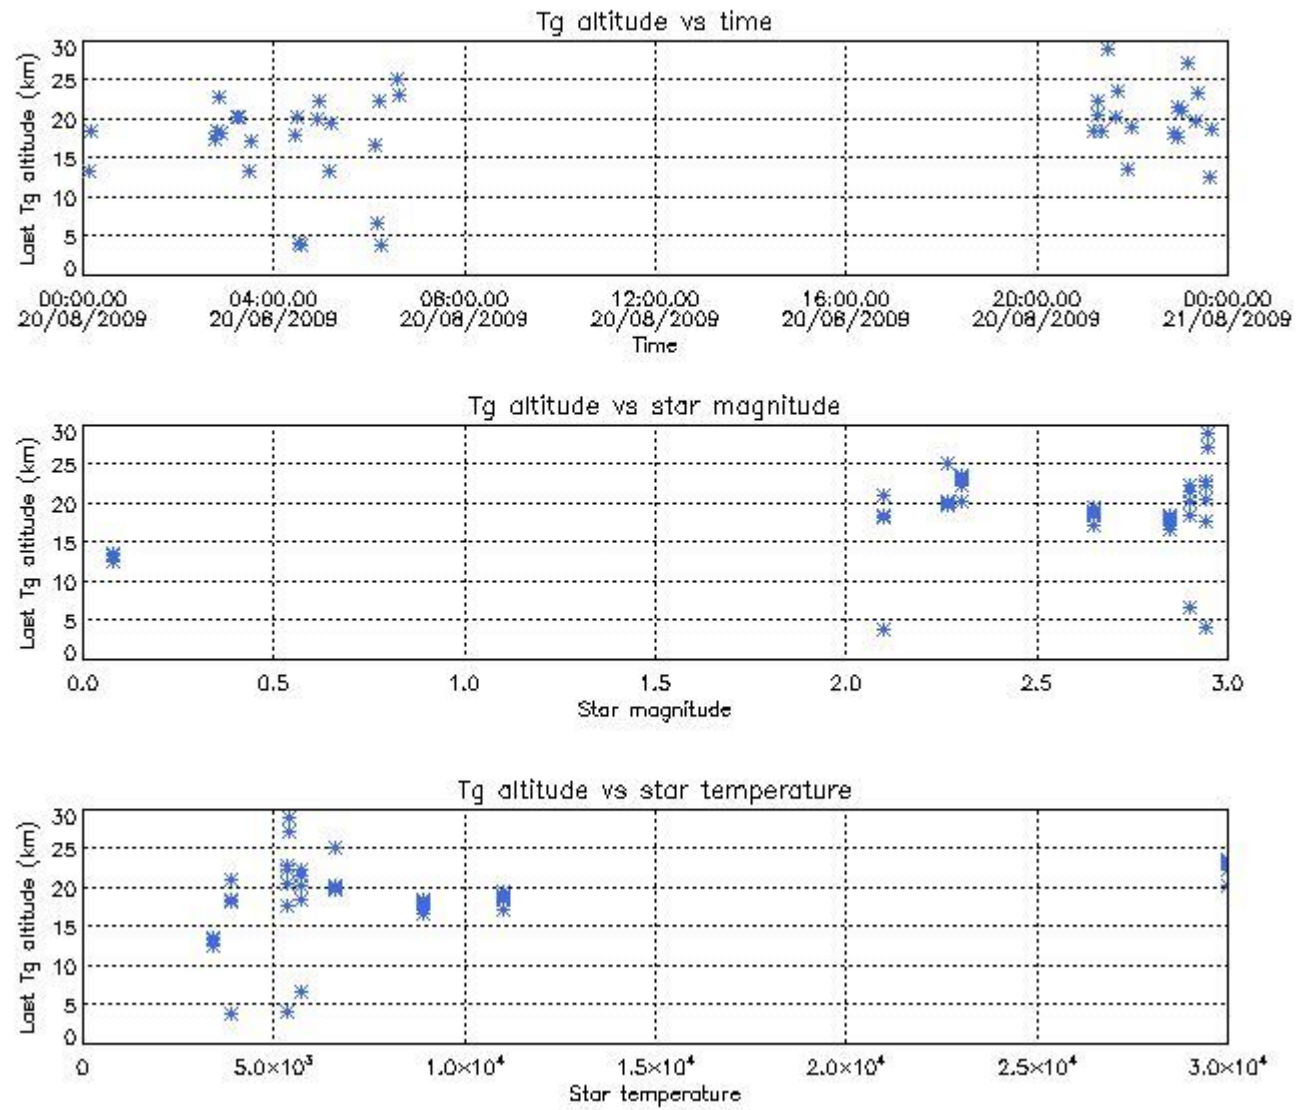 Tg altitude vs time
Last Tg altitude (km)
30
25
20
15
10
5
0
00:00.00 04:00.00 08:00.00 12:00.00 16:00.00 20:00.00 00:00.00
20/08/2009 20/08/2009 20/08/2009 20/08/2009 20/08/2009 20/08/2009 21/08/2009
Time
Tg altitude vs star magnitude
Last Tg altitude (km)
30
25
20
15
10
5
0
0.0 0.5 1.0 1.5 2.0 2.5 3.0
Star magnitude
Tg altitude vs star temperature
Last Tg altitude (km)
30
25
20
15
10
5
0
0 5.0×10³ 1.0×10⁴ 1.5×10⁴ 2.0×10⁴ 2.5×10⁴ 3.0×10⁴
Star temperature